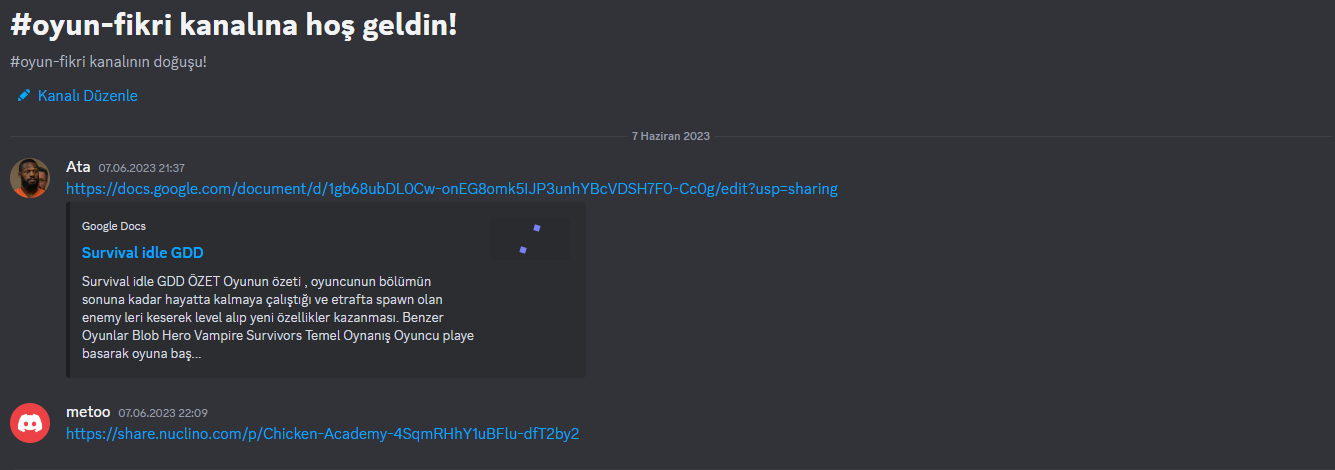 #oyun-fikri kanalına hoş geldin!
#oyun-fikri kanalının doğuşu!
Kanalı Düzenle
7 Haziran 2023
Ata 07.06.2023 21:37
https://docs.google.com/document/d/1gb68ubDL0Cw-onEG8omk5IJP3unhYBcVDSH7F0-Cc0g/edit?usp=sharing
Google Docs
Survival idle GDD
Survival idle GDD ÖZET Oyunun özeti , oyuncunun bölümün
sonuna kadar hayatta kalmaya çalıştığı ve etrafta spawn olan
enemy leri keserek level alıp yeni özellikler kazanması. Benzer
Oyunlar Blob Hero Vampire Survivors Temel Oynanış Oyuncu playe
basarak oyuna baş...
metoo 07.06.2023 22:09
https://share.nuclino.com/p/Chicken-Academy-4SqmRHhY1uBFlu-dfT2by2